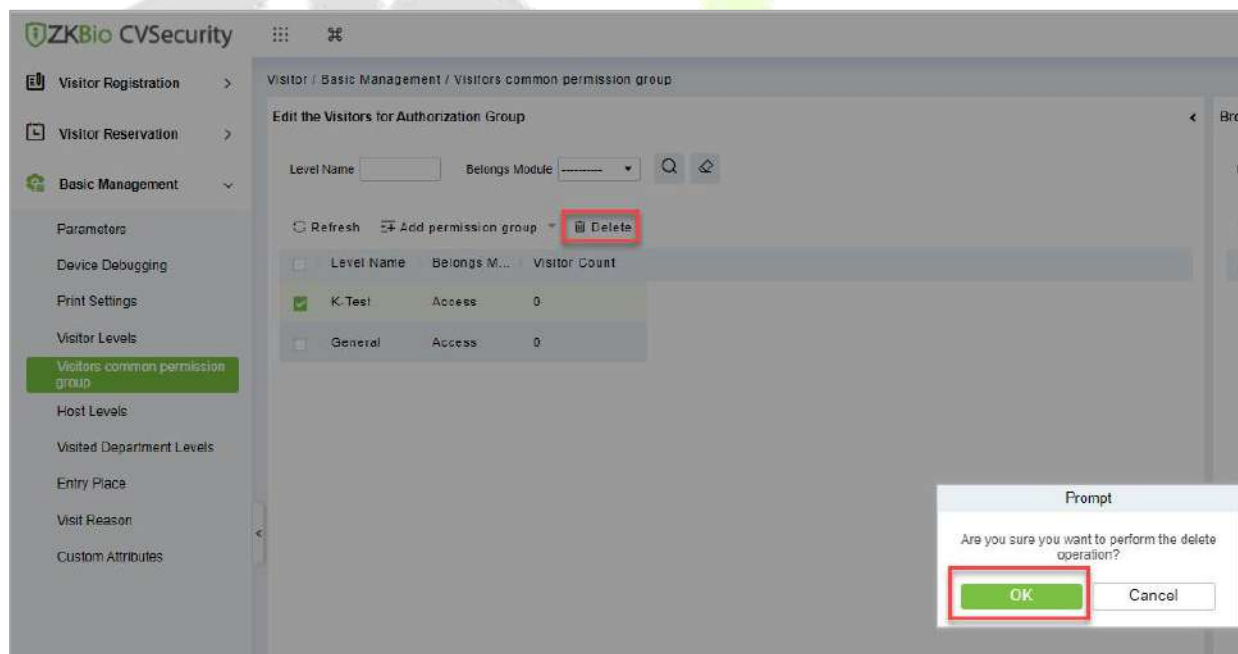 ZKBio CVSecurity
Visitor Registration
Visitor / Basic Management / Visitors common permission group
Edit the Visitors for Authorization Group
Visitor Reservation
Level Name
Belongs Module ----------
Basic Management
Parameters
Refresh Add permission group Delete
Device Debugging
Level Name Belongs M... Visitor Count
Print Settings
K-Test Access 0
Visitor Levels
General Access 0
Visitors common permission
group
Host Levels
Visited Department Levels
Entry Place
Visit Reason
Custom Attributes
Prompt
Are you sure you want to perform the delete
operation?
OK Cancel